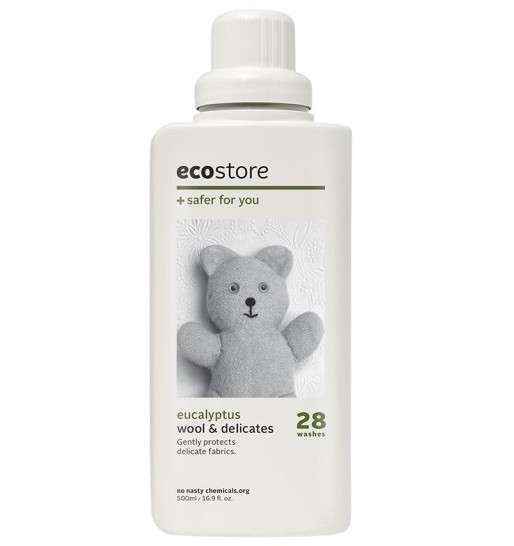 ecostore
+ safer for you
eucalyptus
wool & delicates
Gently protects
delicate fabrics.
28
washes
no nasty chemicals.org
500ml / 16.9 fl. oz.